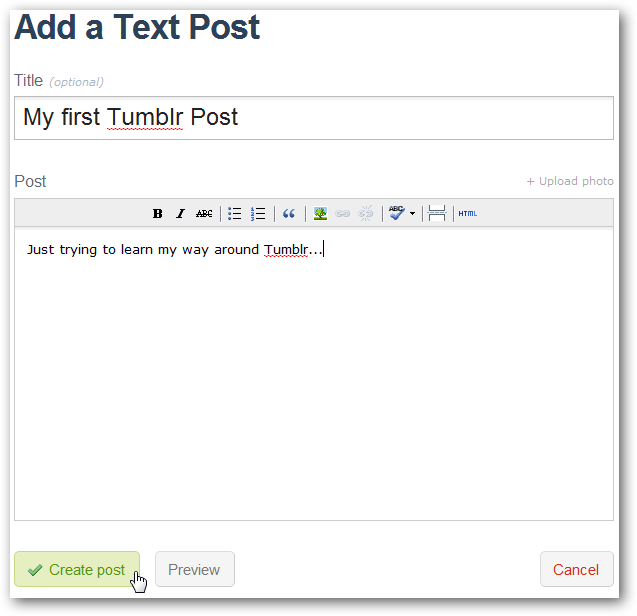 Add a Text Post
Title (optional)
My first Tumblr Post
Post + Upload photo
B I ABC “ ABC HTML
Just trying to learn my way around Tumblr...
Create post Preview Cancel